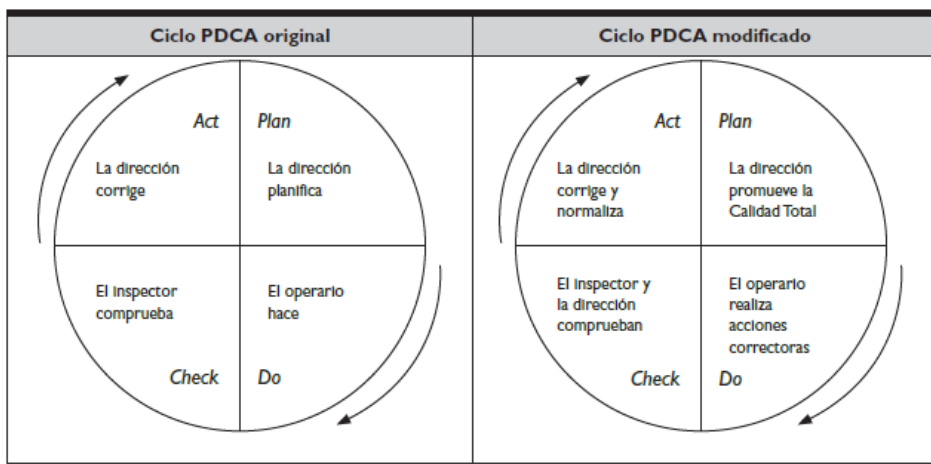 Ciclo PDCA original
Act
Plan
La dirección
corrige
La dirección
planifica
El inspector
comprueba
El operario
hace
Check
Do
Ciclo PDCA modificado
Act
Plan
La dirección
corrige y
normaliza
La dirección
promueve la
Calidad Total
El inspector y
la dirección
comprueban
El operario
realiza
acciones
correctoras
Check
Do